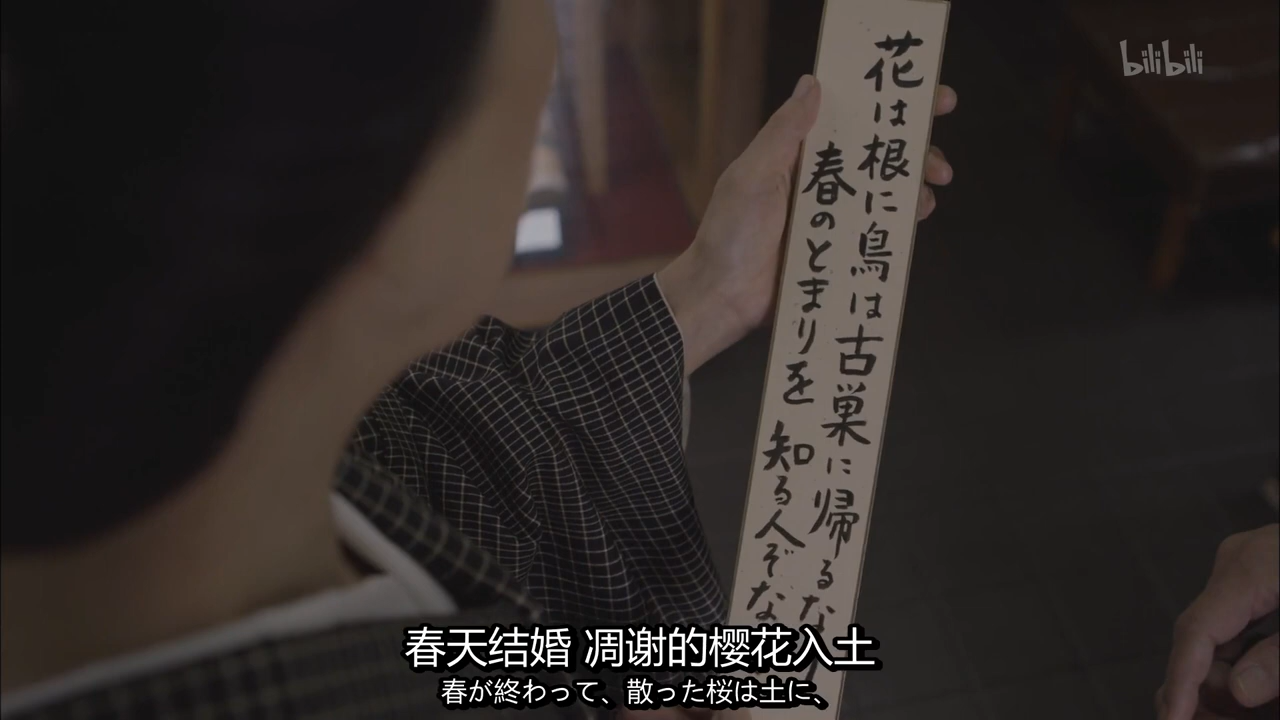 bilibili
花は根に鳥は古巣に帰るな
春のとまりを知る人ぞな
春天结婚 凋谢的樱花入土
春が終わって、散った桜は土に、